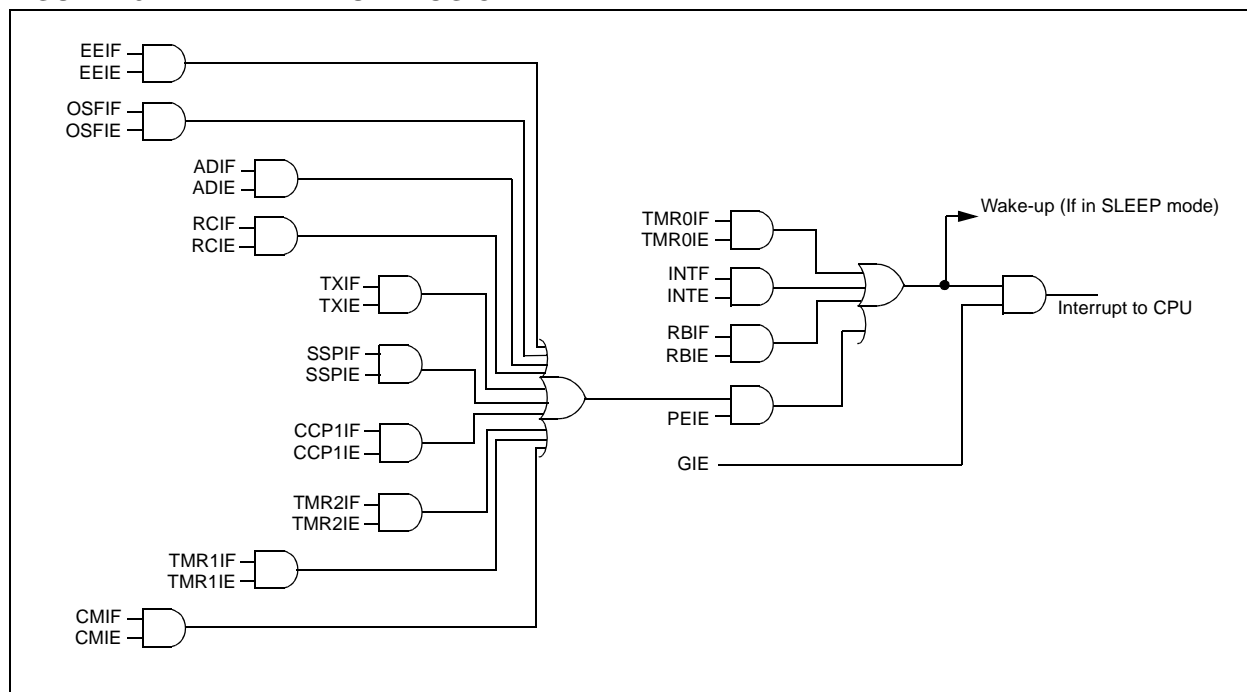 EEIF
EEIE
OSFIF
OSFIE
ADIF
ADIE
RCIF
RCIE
TXIF
TXIE
SSPIF
SSPIE
CCP1IF
CCP1IE
TMR2IF
TMR2IE
TMR1IF
TMR1IE
CMIF
CMIE
TMR0IF
TMR0IE
INTF
INTE
RBIF
RBIE
PEIE
GIE
Wake-up (If in SLEEP mode)
Interrupt to CPU